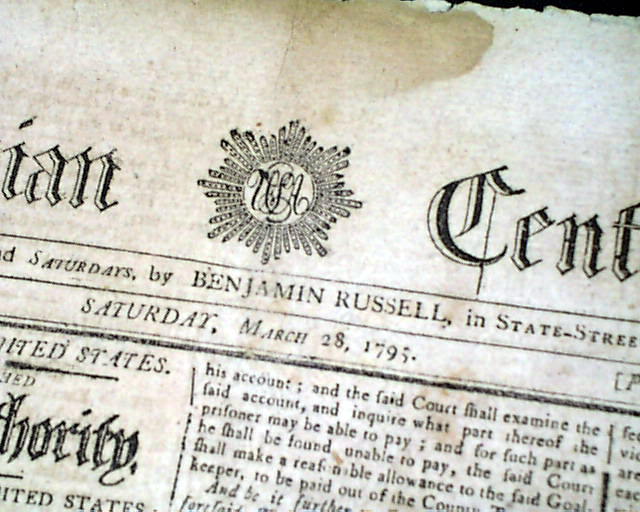 ian Cent
nd SATURDAYS, by BENJAMIN RUSSELL, in STATE-STREE
SATURDAY, MARCH 28, 1795.
UNITED STATES.
hority.
UNITED STATES.
his account; and the ſaid Court ſhall examine the
ſaid account, and inquire what part thereof the
priſoner may be able to pay; and for ſuch part as
he ſhall be found unable to pay, the ſaid Court
ſhall make a reaſonable allowance to the ſaid Goal-
keeper, to be paid out of the County
And be it further